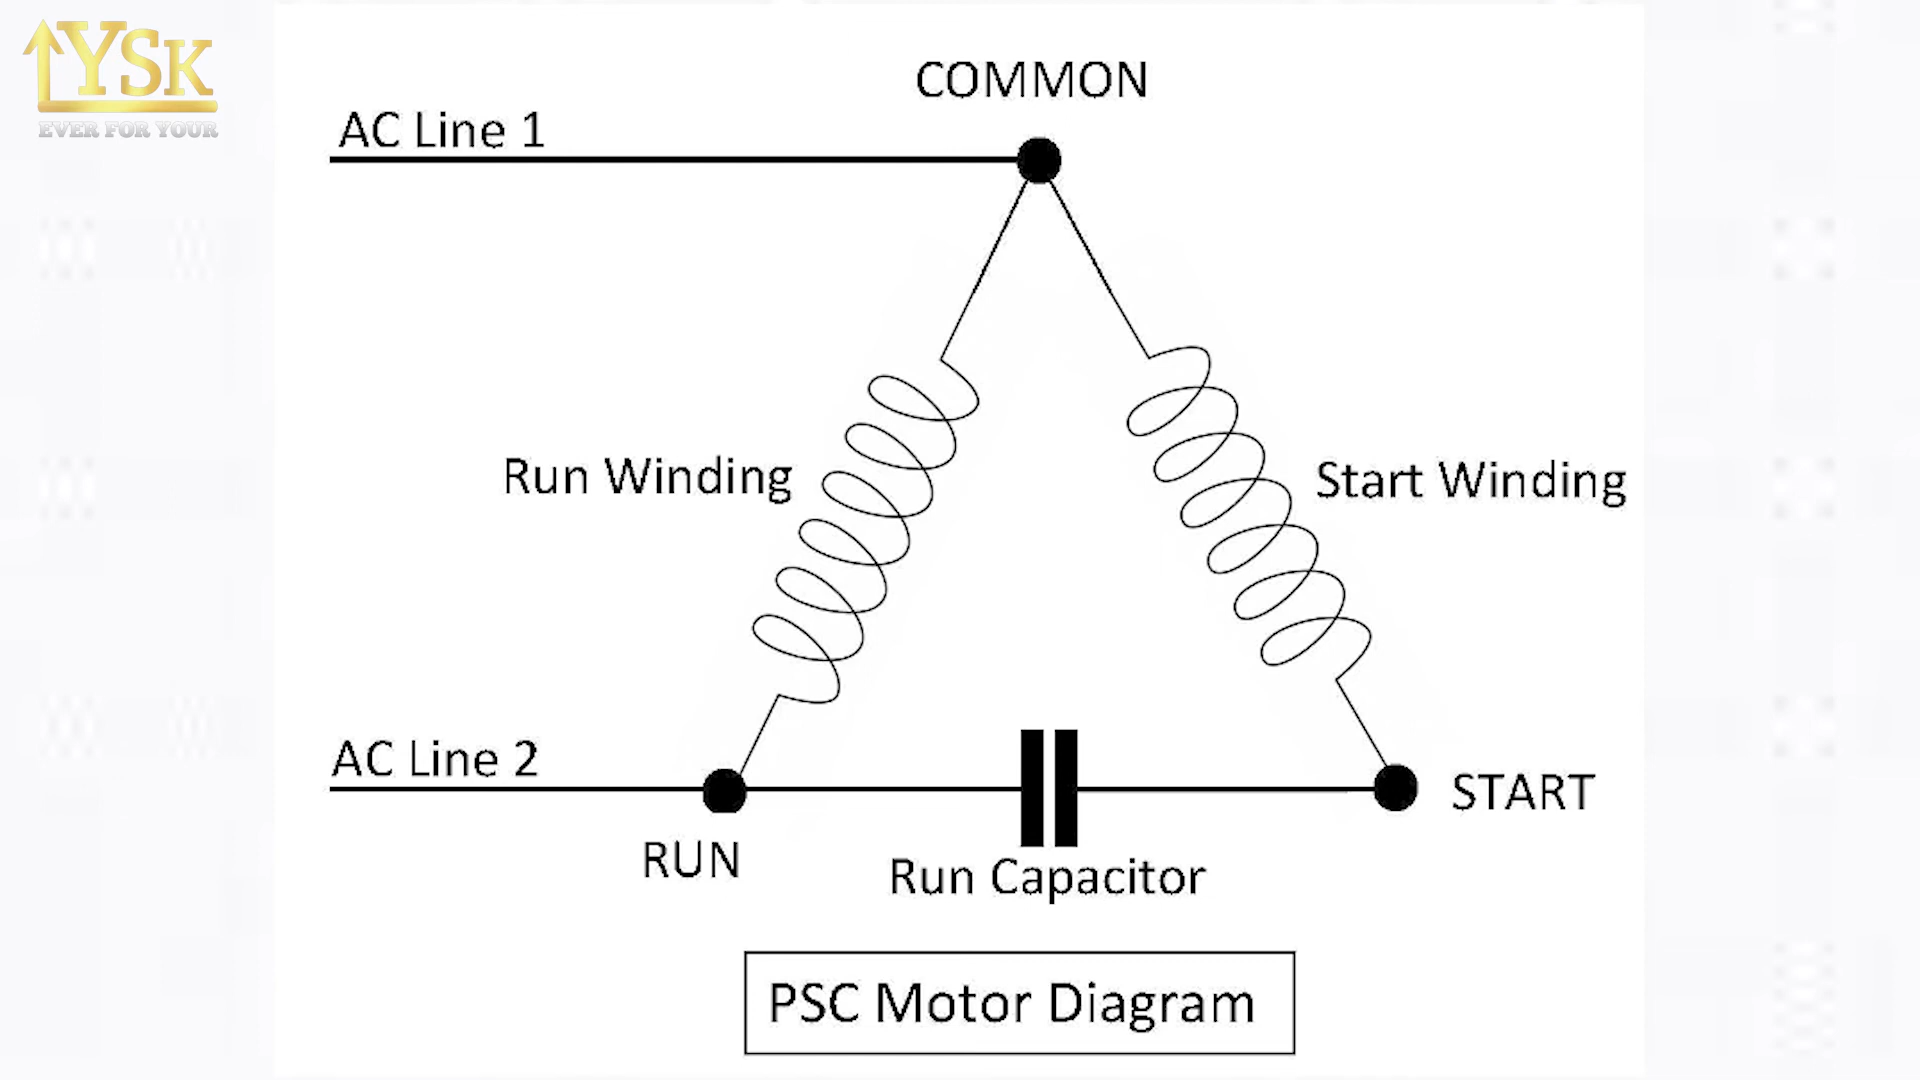 YSK
EVER FOR YOUR
COMMON
AC Line 1
Run Winding
Start Winding
AC Line 2
START
RUN
Run Capacitor
PSC Motor Diagram